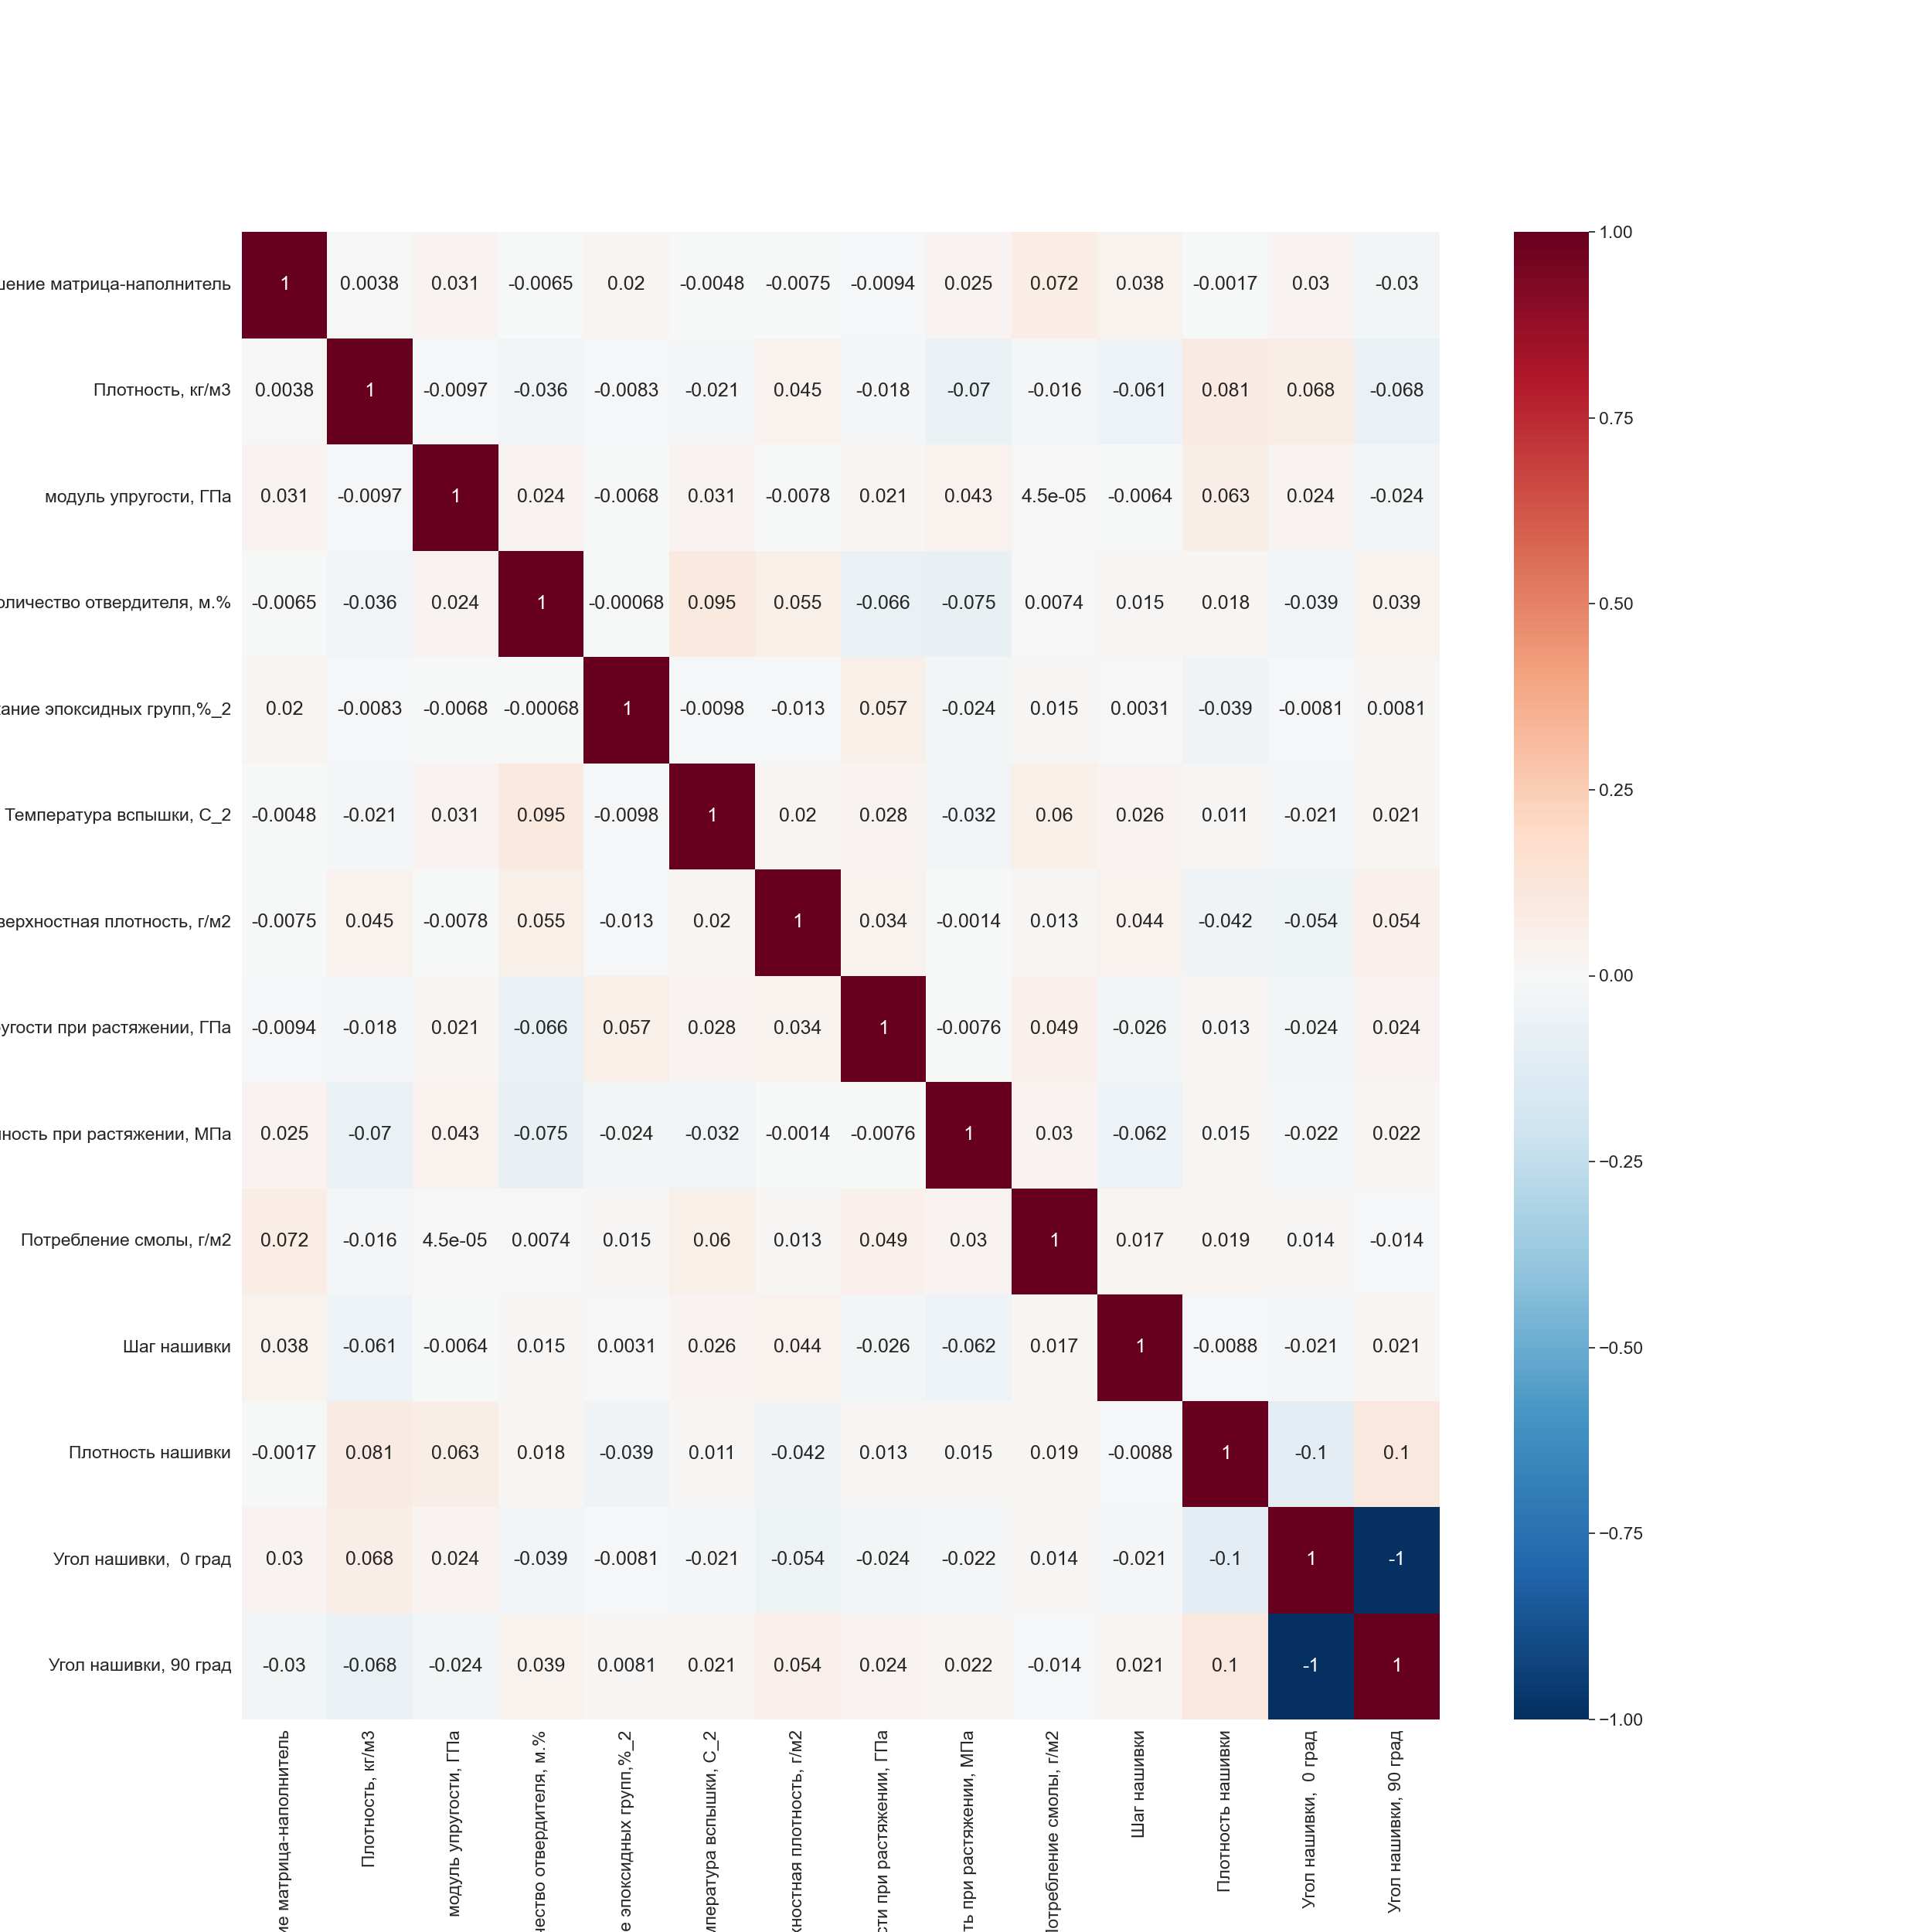 шение матрица-наполнитель 1 0.0038 0.031 -0.0065 0.02 -0.0048 -0.0075 -0.0094 0.025 0.072 0.038 -0.0017 0.03 -0.03
Плотность, кг/м3 0.0038 1 -0.0097 -0.036 -0.0083 -0.021 0.045 -0.018 -0.07 -0.016 -0.061 0.081 0.068 -0.068
модуль упругости, ГПа 0.031 -0.0097 1 0.024 -0.0068 0.031 -0.0078 0.021 0.043 4.5e-05 -0.0064 0.063 0.024 -0.024
оличество отвердителя, м.% -0.0065 -0.036 0.024 1 -0.00068 0.095 0.055 -0.066 -0.075 0.0074 0.015 0.018 -0.039 0.039
ание эпоксидных групп,%_2 0.02 -0.0083 -0.0068 -0.00068 1 -0.0098 -0.013 0.057 -0.024 0.015 0.0031 -0.039 -0.0081 0.0081
Температура вспышки, С_2 -0.0048 -0.021 0.031 0.095 -0.0098 1 0.02 0.028 -0.032 0.06 0.026 0.011 -0.021 0.021
верхностная плотность, г/м2 -0.0075 0.045 -0.0078 0.055 -0.013 0.02 1 0.034 -0.0014 0.013 0.044 -0.042 -0.054 0.054
угости при растяжении, ГПа -0.0094 -0.018 0.021 -0.066 0.057 0.028 0.034 1 -0.0076 0.049 -0.026 0.013 -0.024 0.024
ность при растяжении, МПа 0.025 -0.07 0.043 -0.075 -0.024 -0.032 -0.0014 -0.0076 1 0.03 -0.062 0.015 -0.022 0.022
Потребление смолы, г/м2 0.072 -0.016 4.5e-05 0.0074 0.015 0.06 0.013 0.049 0.03 1 0.017 0.019 0.014 -0.014
Шаг нашивки 0.038 -0.061 -0.0064 0.015 0.0031 0.026 0.044 -0.026 -0.062 0.017 1 -0.0088 -0.021 0.021
Плотность нашивки -0.0017 0.081 0.063 0.018 -0.039 0.011 -0.042 0.013 0.015 0.019 -0.0088 1 -0.1 0.1
Угол нашивки,  0 град 0.03 0.068 0.024 -0.039 -0.0081 -0.021 -0.054 -0.024 -0.022 0.014 -0.021 -0.1 1 -1
Угол нашивки, 90 град -0.03 -0.068 -0.024 0.039 0.0081 0.021 0.054 0.024 0.022 -0.014 0.021 0.1 -1 1
ие матрица-наполнитель
Плотность, кг/м3
модуль упругости, ГПа
чество отвердителя, м.%
е эпоксидных групп,%_2
мпература вспышки, С_2
хностная плотность, г/м2
сти при растяжении, ГПа
ть при растяжении, МПа
Потребление смолы, г/м2
Шаг нашивки
Плотность нашивки
Угол нашивки,  0 град
Угол нашивки, 90 град
1.00
0.75
0.50
0.25
0.00
−0.25
−0.50
−0.75
−1.00